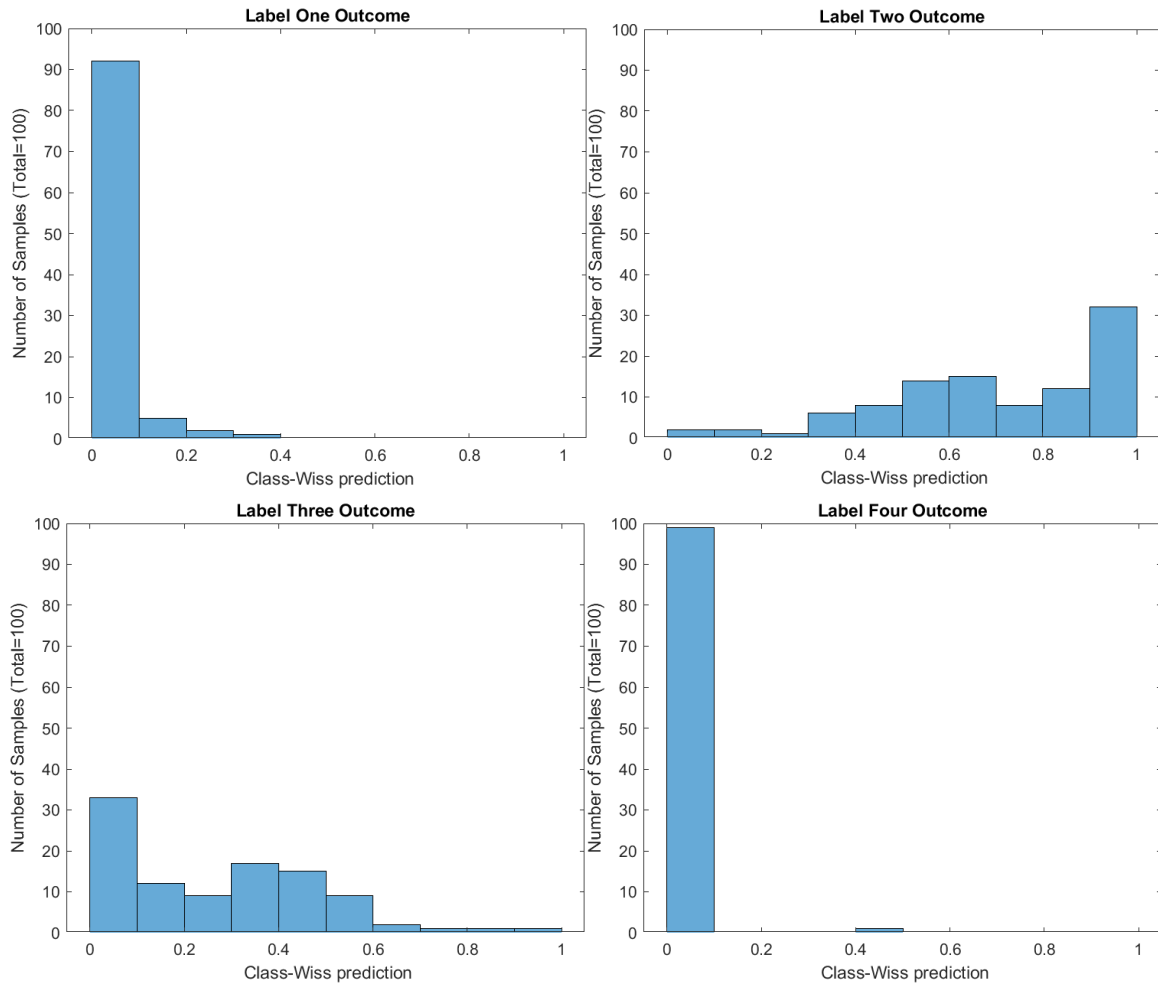 Label One Outcome
100
90
80
70
60
50
40
30
20
10
0
Number of Samples (Total=100)
0 0.2 0.4 0.6 0.8 1
Class-Wiss prediction
Label Two Outcome
100
90
80
70
60
50
40
30
20
10
0
Number of Samples (Total=100)
0 0.2 0.4 0.6 0.8 1
Class-Wiss prediction
Label Three Outcome
100
90
80
70
60
50
40
30
20
10
0
Number of Samples (Total=100)
0 0.2 0.4 0.6 0.8 1
Class-Wiss prediction
Label Four Outcome
100
90
80
70
60
50
40
30
20
10
0
Number of Samples (Total=100)
0 0.2 0.4 0.6 0.8 1
Class-Wiss prediction